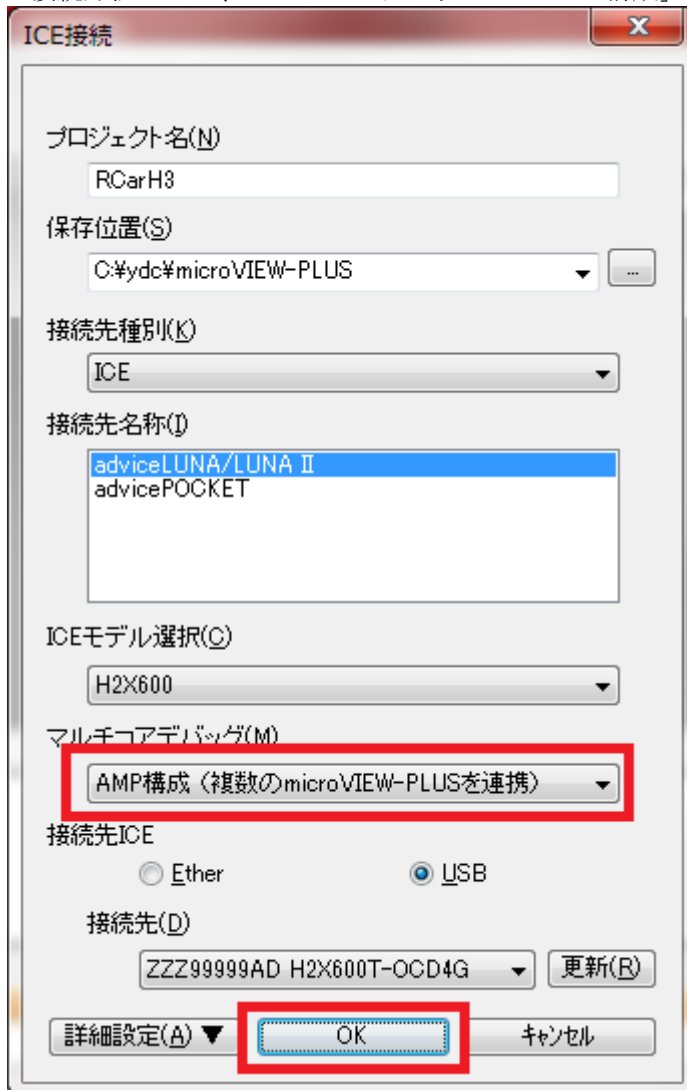 ICE接続
プロジェクト名(N)
RCarH3
保存位置(S)
C:¥ydc¥microVIEW-PLUS
...
接続先種別(K)
ICE
接続先名称(I)
adviceLUNA/LUNA Ⅱ
advicePOCKET
ICEモデル選択(C)
H2X600
マルチコアデバッグ(M)
AMP構成（複数のmicroVIEW-PLUSを連携）
接続先ICE
Ether USB
接続先(D)
ZZZ99999AD H2X600T-OCD4G 更新(R)
詳細設定(A)▼ OK キャンセル